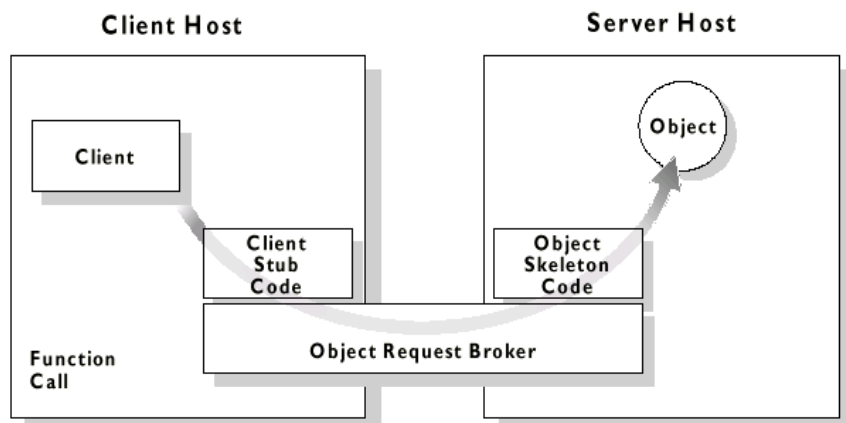 Client Host
Server Host
Client
Object
Client
Stub
Code
Object
Skeleton
Code
Object Request Broker
Function
Call